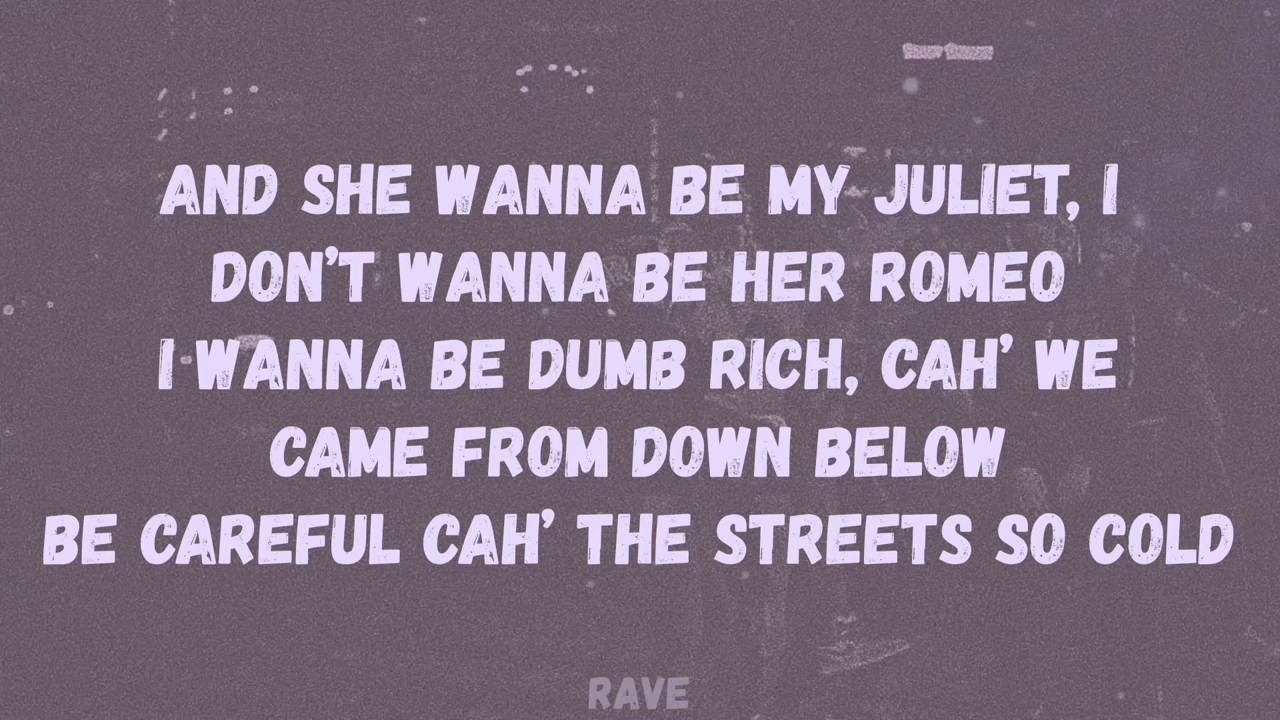 AND SHE WANNA BE MY JULIET, I
DON'T WANNA BE HER ROMEO
I WANNA BE DUMB RICH, CAH' WE
CAME FROM DOWN BELOW
BE CAREFUL CAH' THE STREETS SO COLD
RAVE